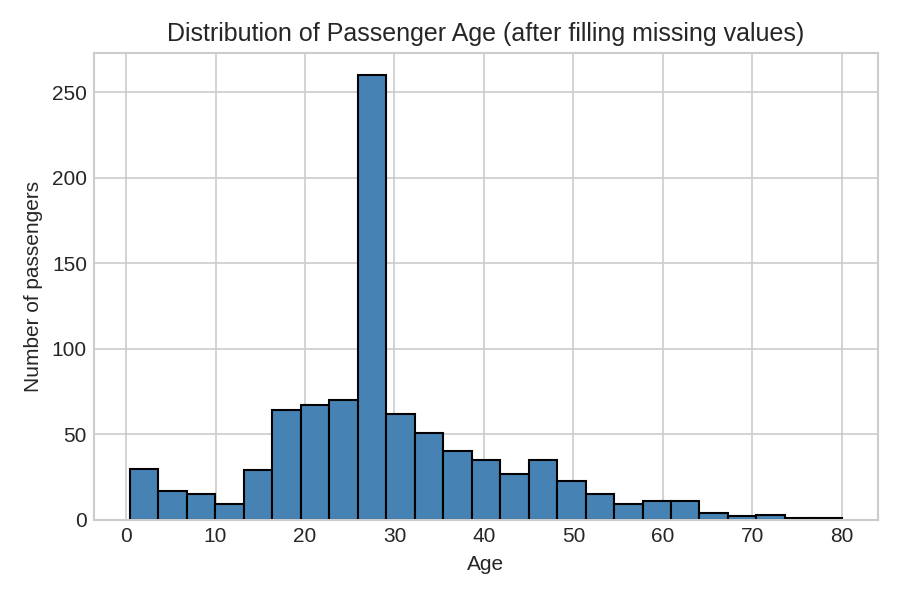 Distribution of Passenger Age (after filling missing values)
Number of passengers
250
200
150
100
50
0
0 10 20 30 40 50 60 70 80
Age